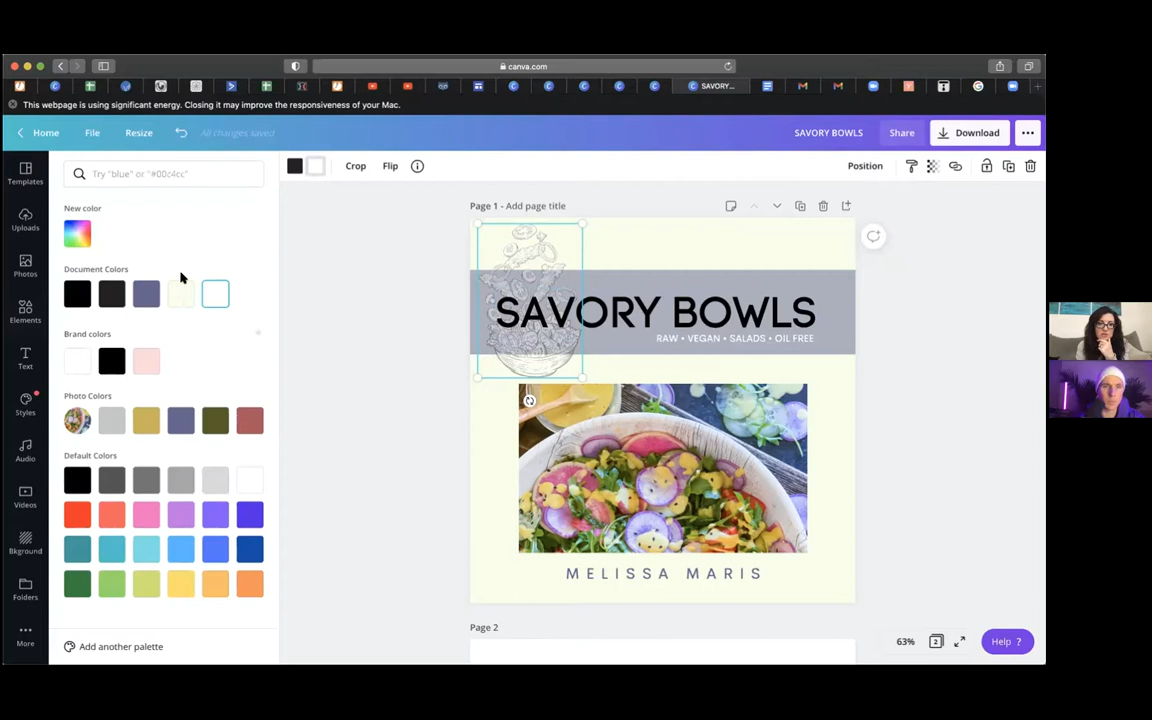 canva.com
SAVORY...
This webpage is using significant energy. Closing it may improve the responsiveness of your Mac.
Home File Resize All changes saved SAVORY BOWLS Share Download
Try "blue" or "#00c4cc" Crop Flip Position
Templates
Uploads
Photos
Elements
Text
Styles
Audio
Videos
Bkground
Folders
More
New color
Document Colors
Brand colors
Photo Colors
Default Colors
Add another palette
Page 1 - Add page title
SAVORY BOWLS
RAW • VEGAN • SALADS • OIL FREE
MELISSA MARIS
Page 2
63% 2 Help ?